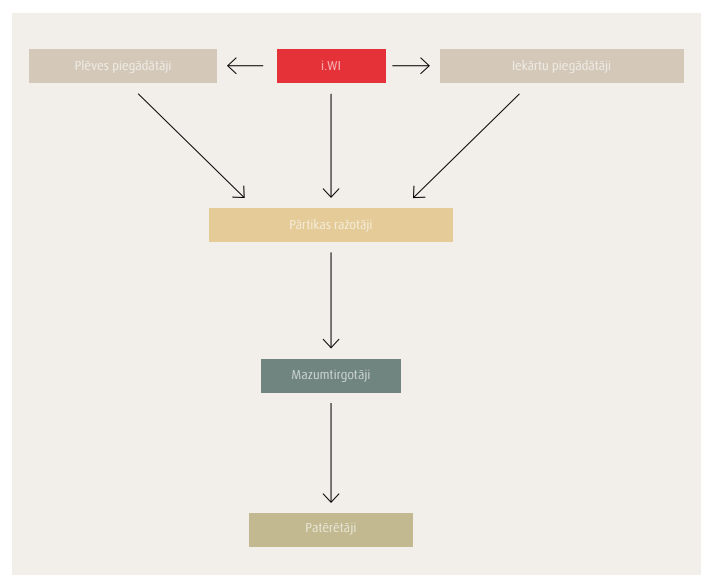 Plēves piegādātāji
i.WI
Iekārtu piegādātāji
Pārtikas ražotāji
Mazumtirgotāji
Patērētāji